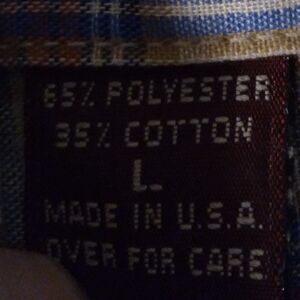 65% POLYESTER
35% COTTON
L
MADE IN U.S.A.
OVER FOR CARE